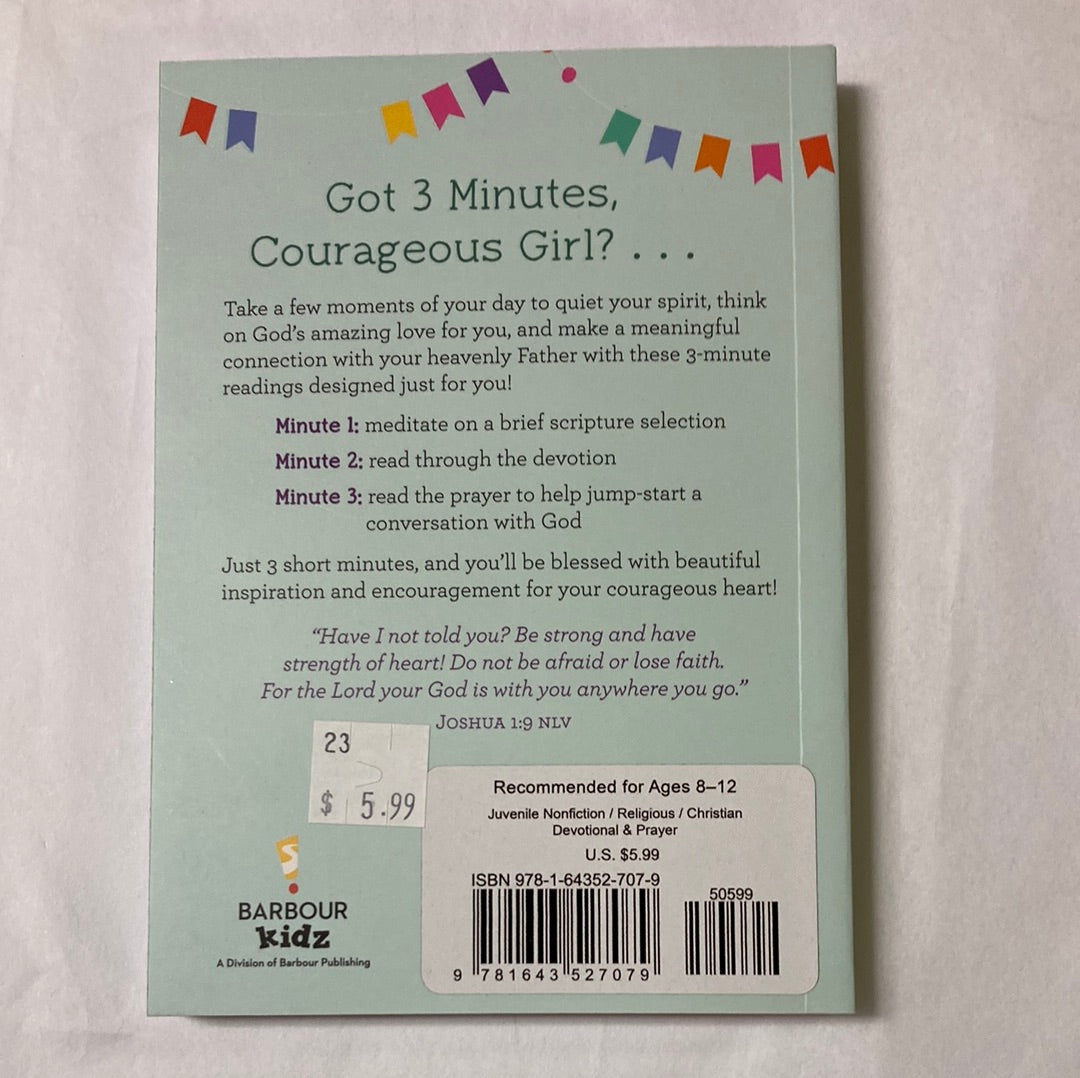 Got 3 Minutes,
Courageous Girl? . . .
Take a few moments of your day to quiet your spirit, think
on God's amazing love for you, and make a meaningful
connection with your heavenly Father with these 3-minute
readings designed just for you!
Minute 1: meditate on a brief scripture selection
Minute 2: read through the devotion
Minute 3: read the prayer to help jump-start a
conversation with God
Just 3 short minutes, and you'll be blessed with beautiful
inspiration and encouragement for your courageous heart!
“Have I not told you? Be strong and have
strength of heart! Do not be afraid or lose faith.
For the Lord your God is with you anywhere you go.”
JOSHUA 1:9 NLV
23
$ 5.99
Recommended for Ages 8–12
Juvenile Nonfiction / Religious / Christian
Devotional & Prayer
U.S. $5.99
ISBN 978-1-64352-707-9
50599
9 781643 527079
BARBOUR
kidz
A Division of Barbour Publishing